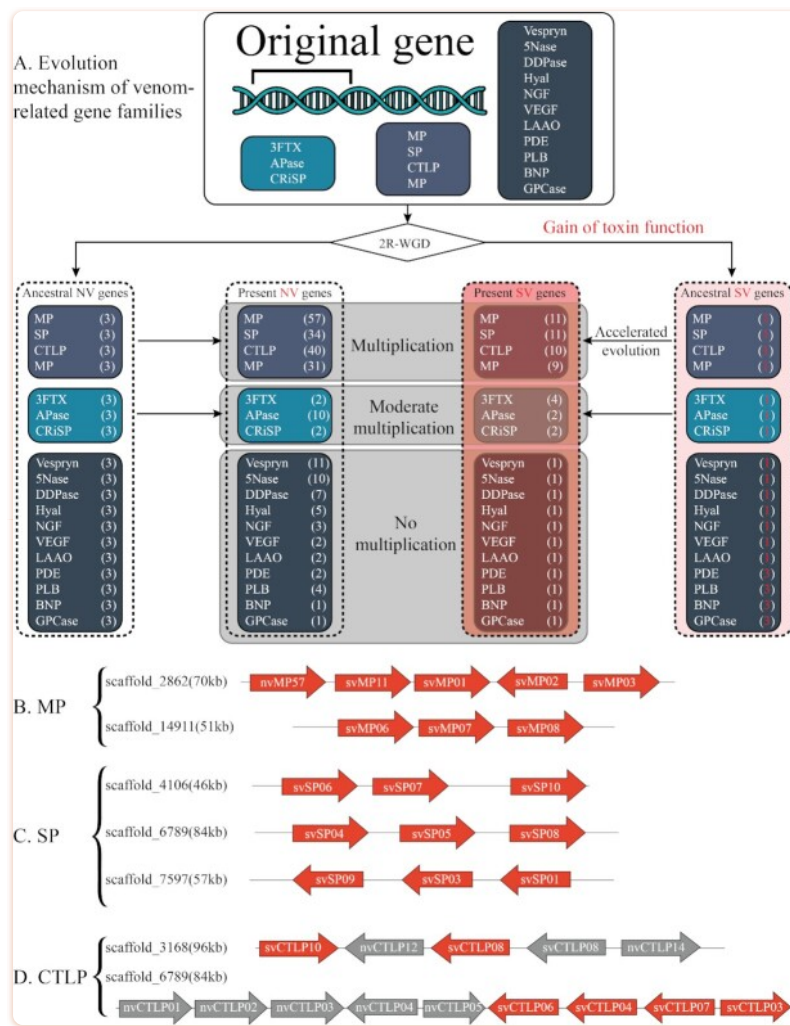 A. Evolution
mechanism of venom-
related gene families
Original gene
3FTX
APase
CRiSP
MP
SP
CTLP
MP
Vespryn
5Nase
DDPase
Hyal
NGF
VEGF
LAAO
PDE
PLB
BNP
GPCase
2R-WGD
Gain of toxin function
Ancestral NV genes
MP (3)
SP (3)
CTLP (3)
MP (3)
3FTX (3)
APase (3)
CRiSP (3)
Vespryn (3)
5Nase (3)
DDPase (3)
Hyal (3)
NGF (3)
VEGF (3)
LAAO (3)
PDE (3)
PLB (3)
BNP (3)
GPCase (3)
Present NV genes
MP (57)
SP (34)
CTLP (40)
MP (31)
3FTX (2)
APase (10)
CRiSP (2)
Vespryn (11)
5Nase (10)
DDPase (7)
Hyal (5)
NGF (3)
VEGF (2)
LAAO (2)
PDE (2)
PLB (4)
BNP (1)
GPCase (1)
Multiplication
Moderate
multiplication
No
multiplication
Present SV genes
MP (11)
SP (11)
CTLP (10)
MP (9)
3FTX (4)
APase (2)
CRiSP (2)
Vespryn (1)
5Nase (1)
DDPase (1)
Hyal (1)
NGF (1)
VEGF (1)
LAAO (1)
PDE (1)
PLB (1)
BNP (1)
GPCase (1)
Accelerated
evolution
Ancestral SV genes
MP
SP
CTLP
MP
3FTX
APase
CRiSP
Vespryn
5Nase
DDPase
Hyal
NGF
VEGF
LAAO
PDE
PLB
BNP
GPCase
B. MP
scaffold_2862(70kb) nvMP57 svMP11 svMP01 svMP02 svMP03
scaffold_14911(51kb) svMP06 svMP07 svMP08
C. SP
scaffold_4106(46kb) svSP06 svSP07 svSP10
scaffold_6789(84kb) svSP04 svSP05 svSP08
scaffold_7597(57kb) svSP09 svSP03 svSP01
D. CTLP
scaffold_3168(96kb) svCTLP10 nvCTLP12 svCTLP08 svCTLP08 nvCTLP14
scaffold_6789(84kb)
nvCTLP01 nvCTLP02 nvCTLP03 nvCTLP04 nvCTLP05 svCTLP06 svCTLP04 svCTLP07 svCTLP03